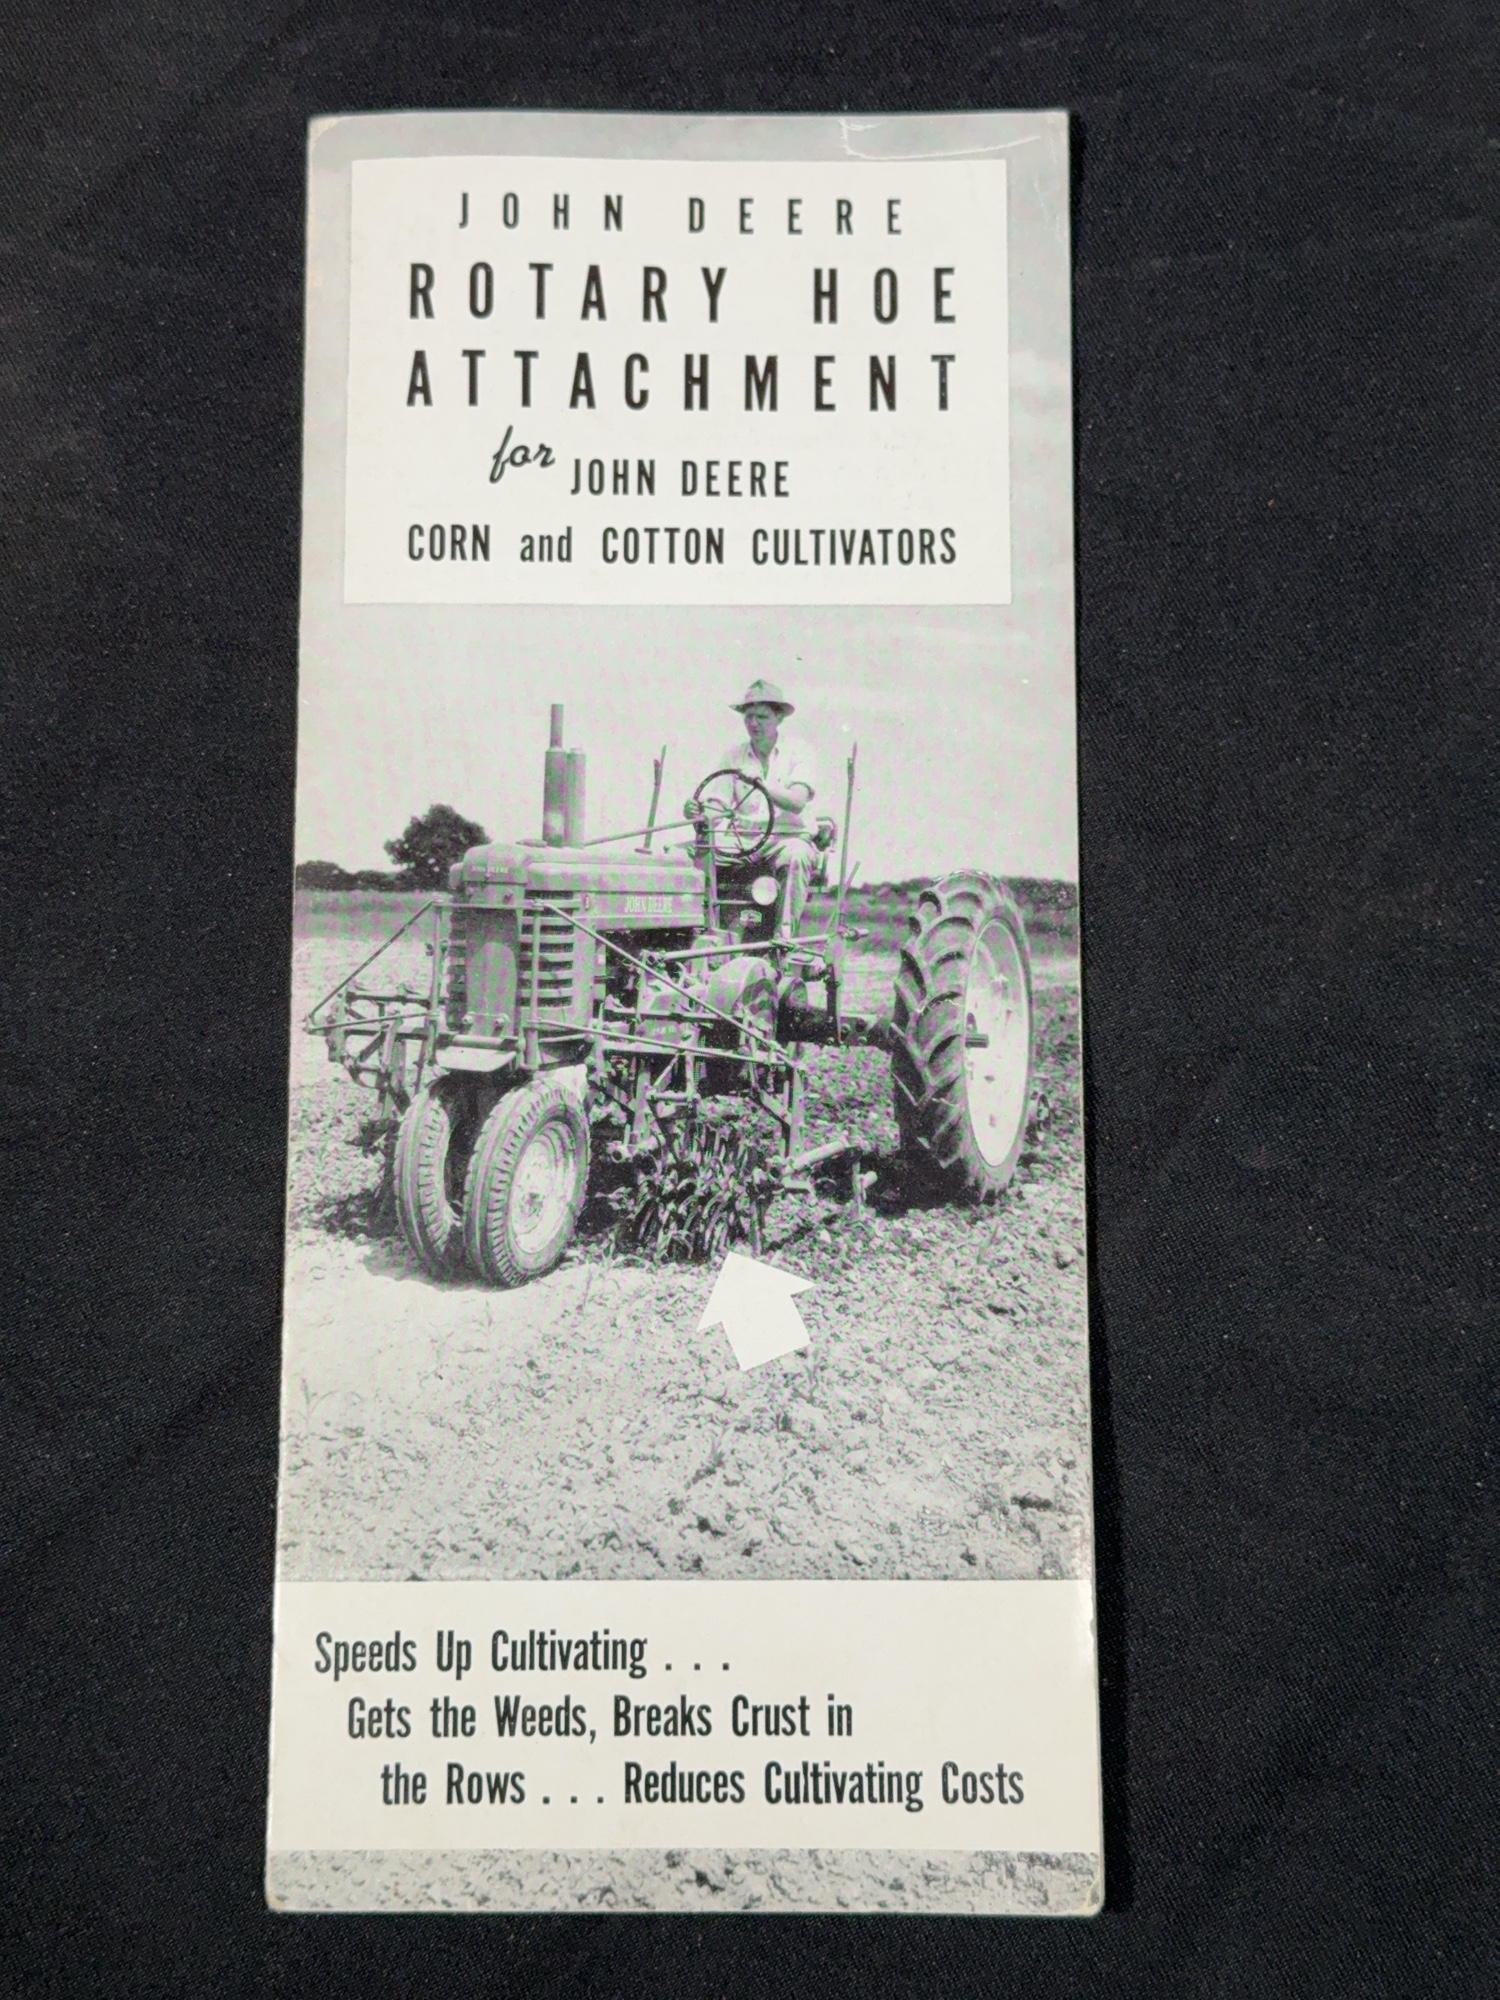 JOHN DEERE
ROTARY HOE
ATTACHMENT
for JOHN DEERE
CORN and COTTON CULTIVATORS
JOHN DEERE
Speeds Up Cultivating . . .
Gets the Weeds, Breaks Crust in
the Rows . . . Reduces Cultivating Costs